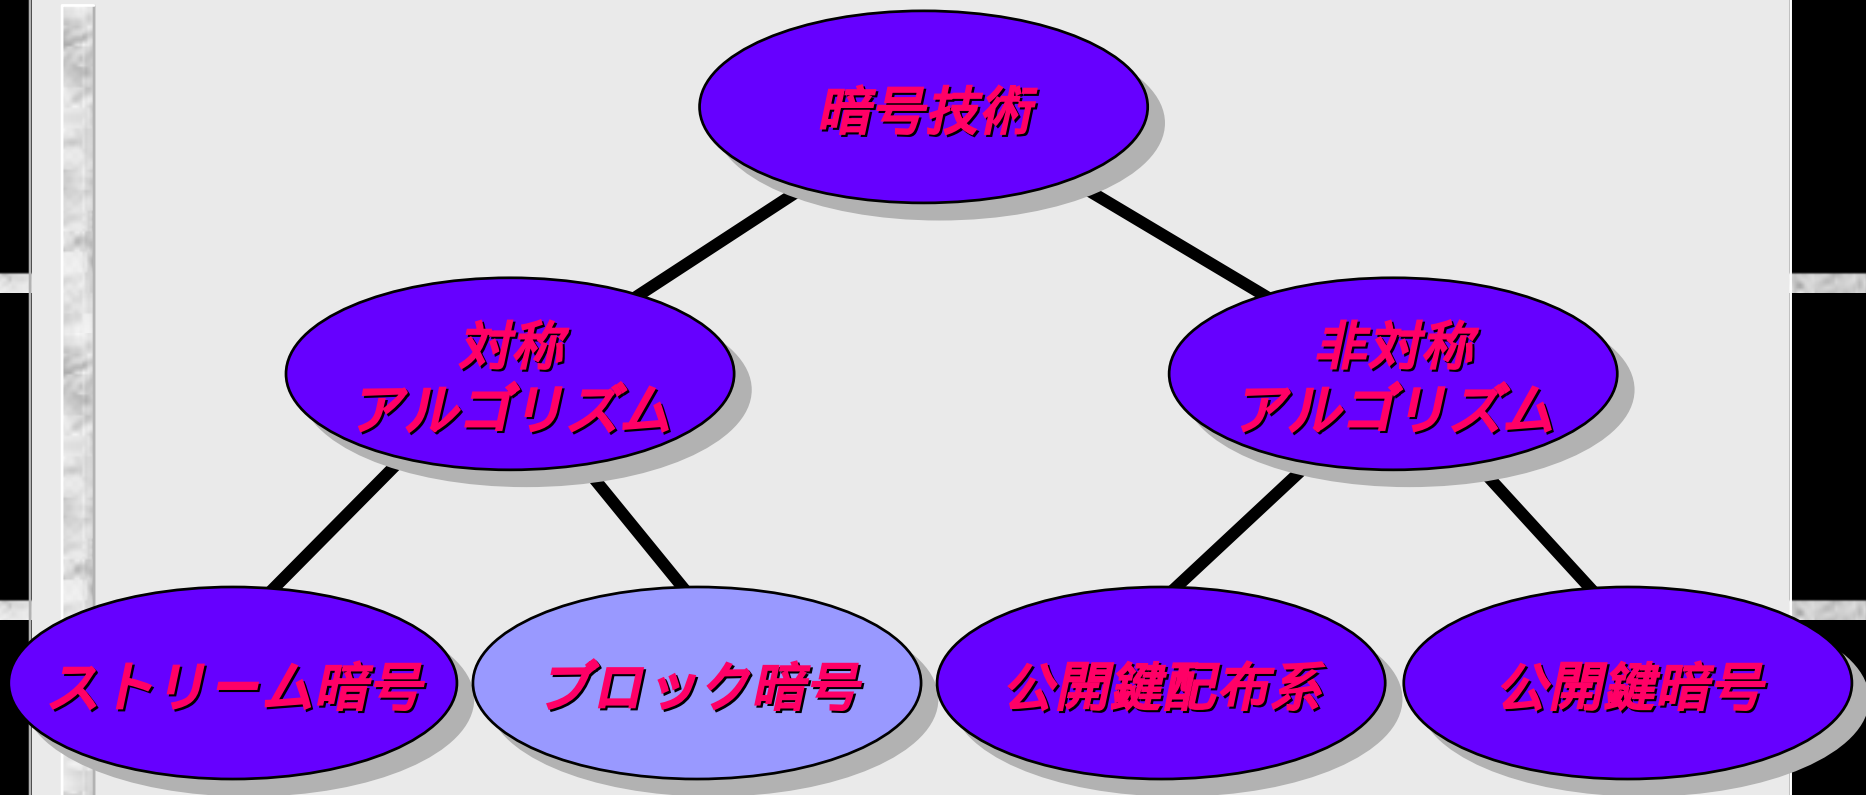 暗号技術
対称
アルゴリズム
非対称
アルゴリズム
ストリーム暗号
ブロック暗号
公開鍵配布系
公開鍵暗号